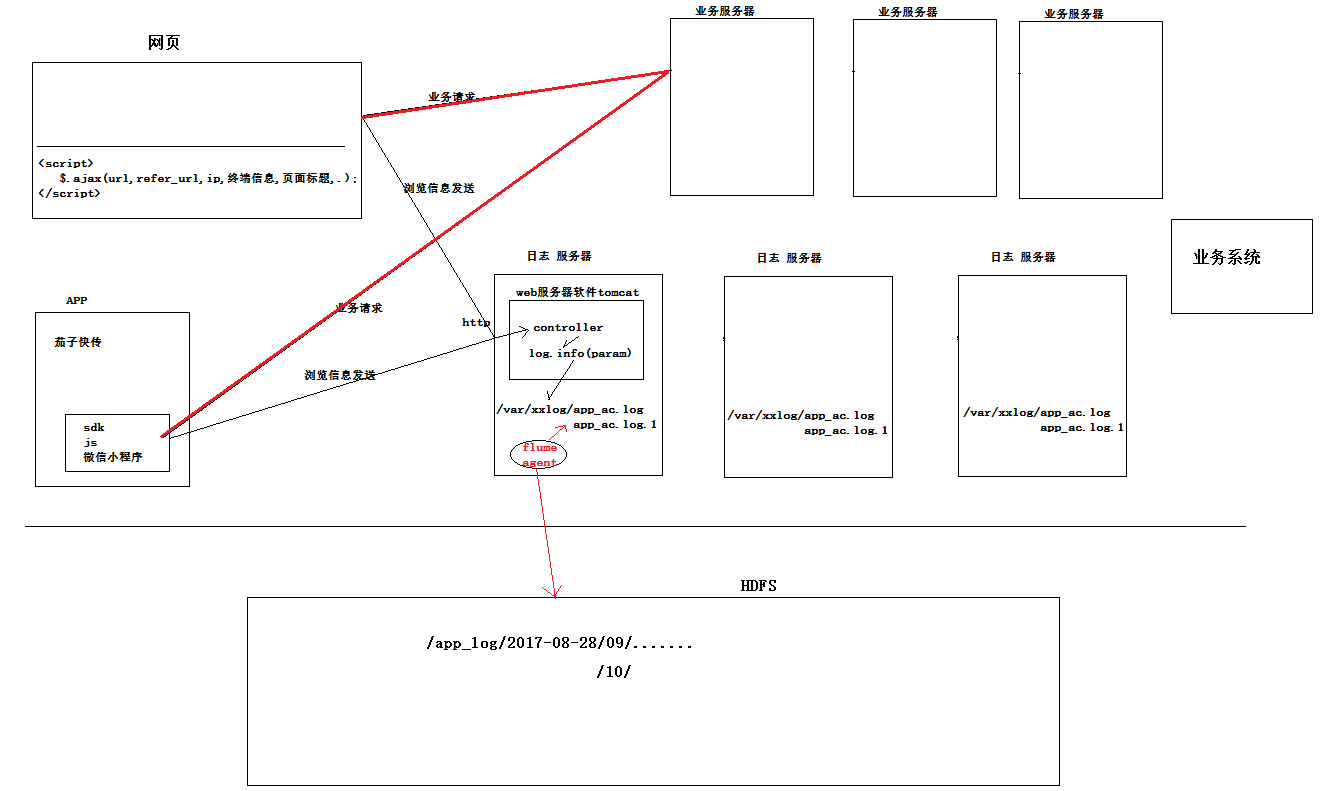 业务服务器
业务服务器
业务服务器
网页
业务请求
<script>
$.ajax(url,refer_url,ip,终端信息,页面标题,.);
</script>
浏览信息发送
业务系统
日志 服务器
日志 服务器
日志 服务器
APP
茄子快传
业务请求
浏览信息发送
sdk
js
微信小程序
http
web服务器软件tomcat
controller
log.info(param)
/var/xxlog/app_ac.log
app_ac.log.1
flume
agent
/var/xxlog/app_ac.log
app_ac.log.1
/var/xxlog/app_ac.log
app_ac.log.1
HDFS
/app_log/2017-08-28/09/.......
/10/